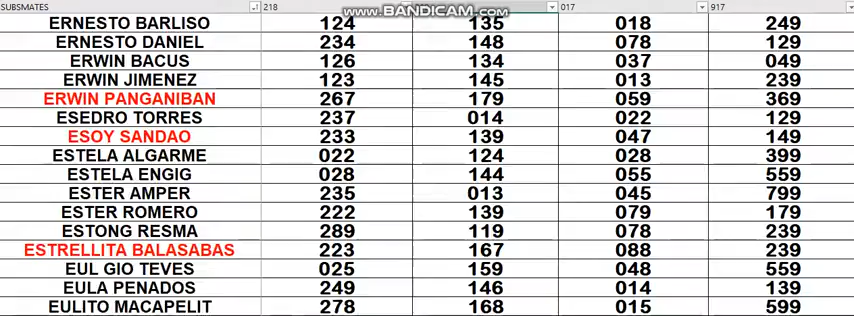 SUBSMATES 218 017 917
WWW.BANDICAM.COM
ERNESTO BARLISO 124 135 018 249
ERNESTO DANIEL 234 148 078 129
ERWIN BACUS 126 134 037 049
ERWIN JIMENEZ 123 145 013 239
ERWIN PANGANIBAN 267 179 059 369
ESEDRO TORRES 237 014 022 129
ESOY SANDAO 233 139 047 149
ESTELA ALGARME 022 124 028 399
ESTELA ENGIG 028 144 055 559
ESTER AMPER 235 013 045 799
ESTER ROMERO 222 139 079 179
ESTONG RESMA 289 119 078 239
ESTRELLITA BALASABAS 223 167 088 239
EUL GIO TEVES 025 159 048 559
EULA PENADOS 249 146 014 139
EULITO MACAPELIT 278 168 015 599